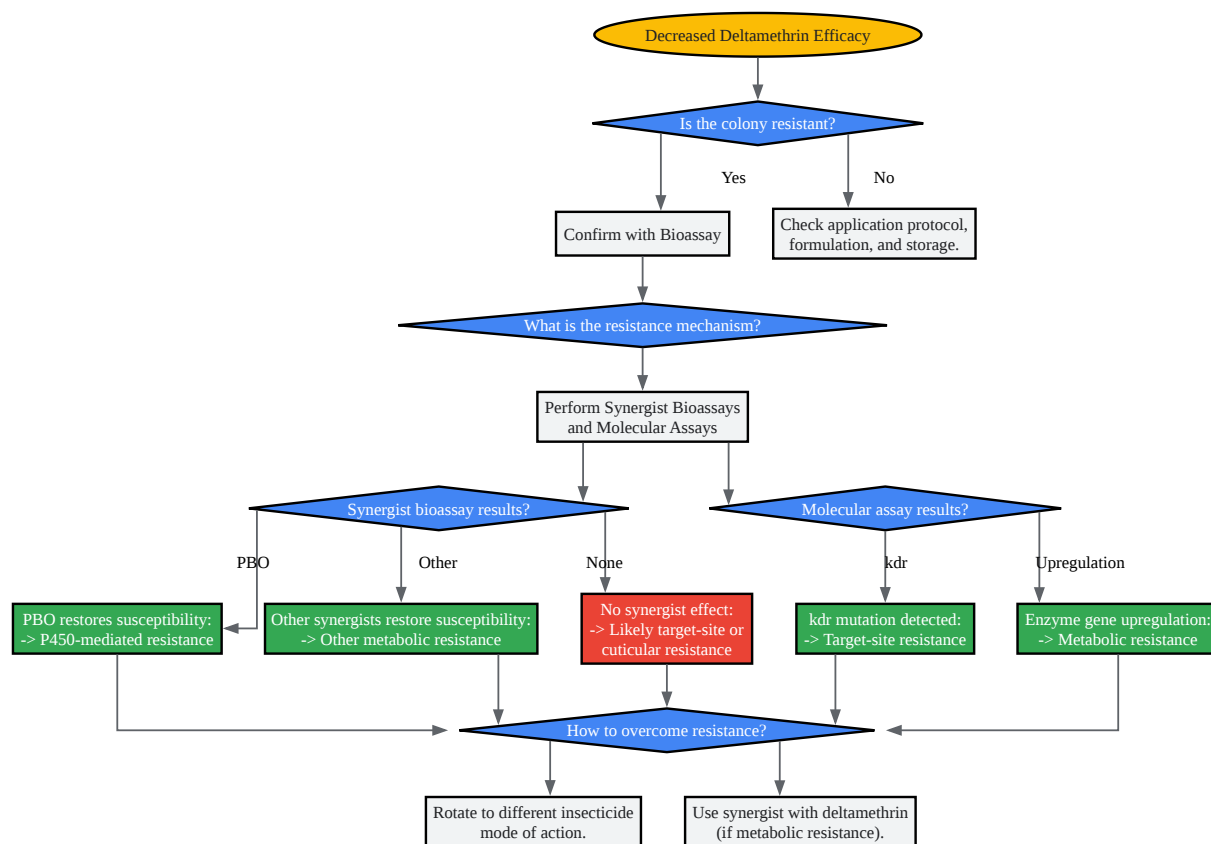 Decreased Deltamethrin Efficacy
Is the colony resistant?
Yes
No
Confirm with Bioassay
Check application protocol,
formulation, and storage.
What is the resistance mechanism?
Perform Synergist Bioassays
and Molecular Assays
Synergist bioassay results?
Molecular assay results?
PBO
Other
None
kdr
Upregulation
PBO restores susceptibility:
-> P450-mediated resistance
Other synergists restore susceptibility:
-> Other metabolic resistance
No synergist effect:
-> Likely target-site or
cuticular resistance
kdr mutation detected:
-> Target-site resistance
Enzyme gene upregulation:
-> Metabolic resistance
How to overcome resistance?
Rotate to different insecticide
mode of action.
Use synergist with deltamethrin
(if metabolic resistance).